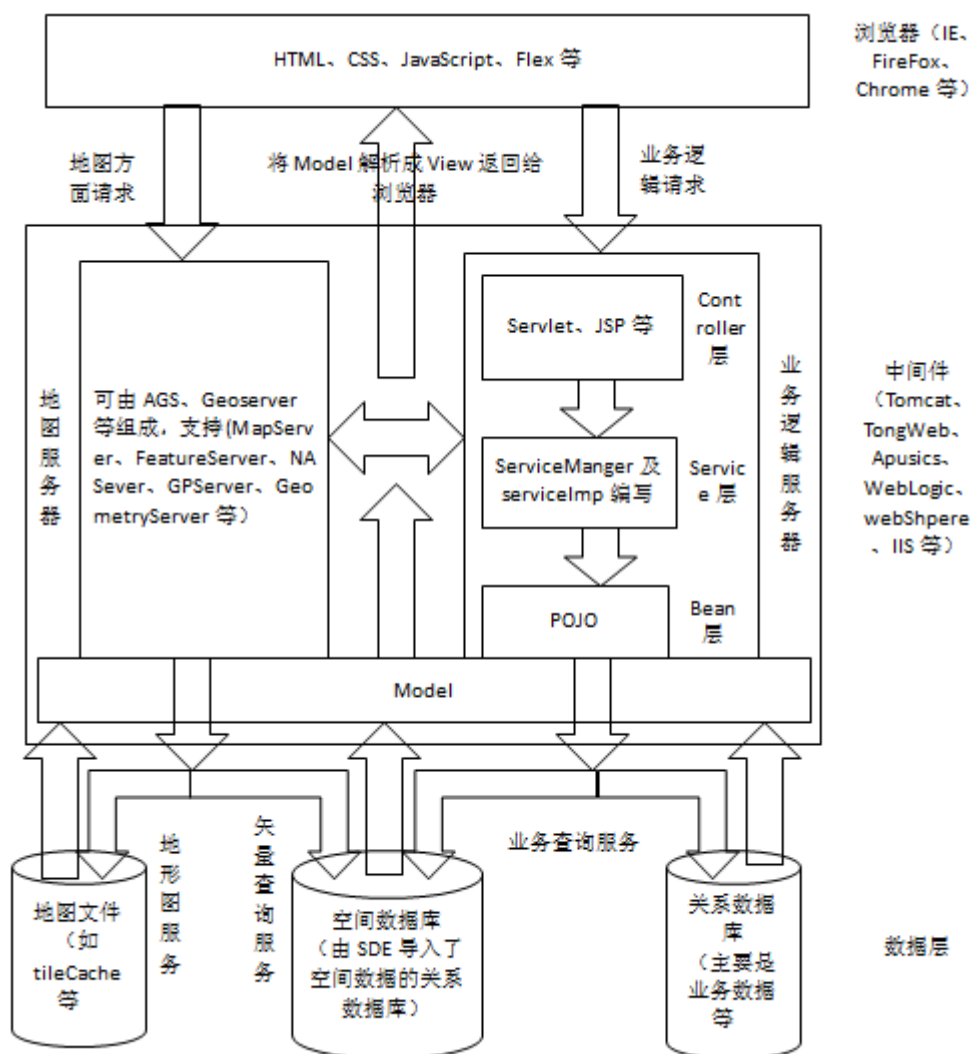 HTML、CSS、JavaScript、Flex 等
浏览器（IE、
FireFox、
Chrome 等）
地图方
面请求
将 Model 解析成 View 返回给
浏览器
业务逻
辑请求
地图服务器
可由 AGS、Geoserver
等组成，支持(MapServ
er、FeatureServer、NA
Sever、GPServer、Geo
metryServer 等）
Servlet、JSP 等
Cont
roller
层
ServiceManger 及
serviceImp 编写
Servic
e 层
POJO
Bean
层
业务逻辑服务器
中间件
（Tomcat、
TongWeb、
Apusics、
WebLogic、
webShpere
、IIS 等）
Model
地形图服务
矢量查询服务
业务查询服务
地图文件
（如
tileCache
等
空间数据库
（由 SDE 导入了
空间数据的关系
数据库）
关系数据
库
（主要是
业务数据
等
数据层